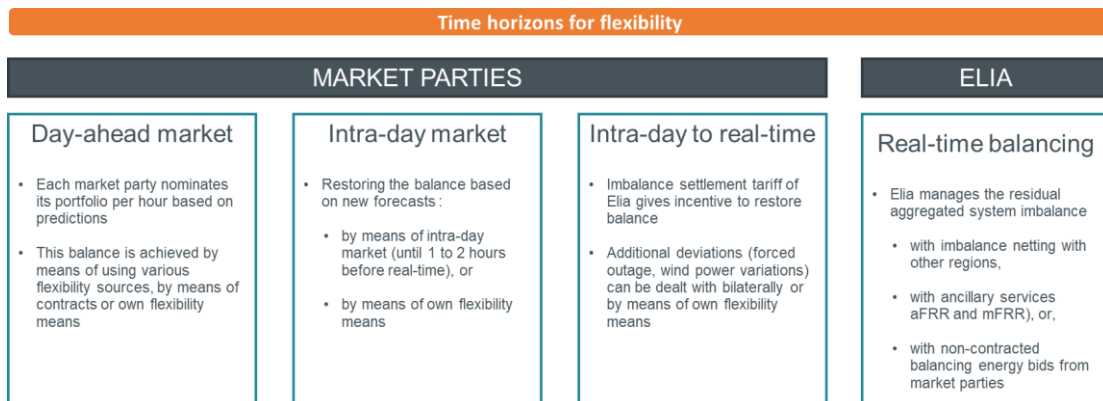 Time horizons for flexibility
MARKET PARTIES
ELIA
Day-ahead market
• Each market party nominates
its portfolio per hour based on
predictions
• This balance is achieved by
means of using various
flexibility sources, by means of
contracts or own flexibility
means
Intra-day market
• Restoring the balance based
on new forecasts :
• by means of intra-day
market (until 1 to 2 hours
before real-time), or
• by means of own flexibility
means
Intra-day to real-time
• Imbalance settlement tariff of
Elia gives incentive to restore
balance
• Additional deviations (forced
outage, wind power variations)
can be dealt with bilaterally or
by means of own flexibility
means
Real-time balancing
• Elia manages the residual
aggregated system imbalance
• with imbalance netting with
other regions,
• with ancillary services
aFRR and mFRR), or,
• with non-contracted
balancing energy bids from
market parties